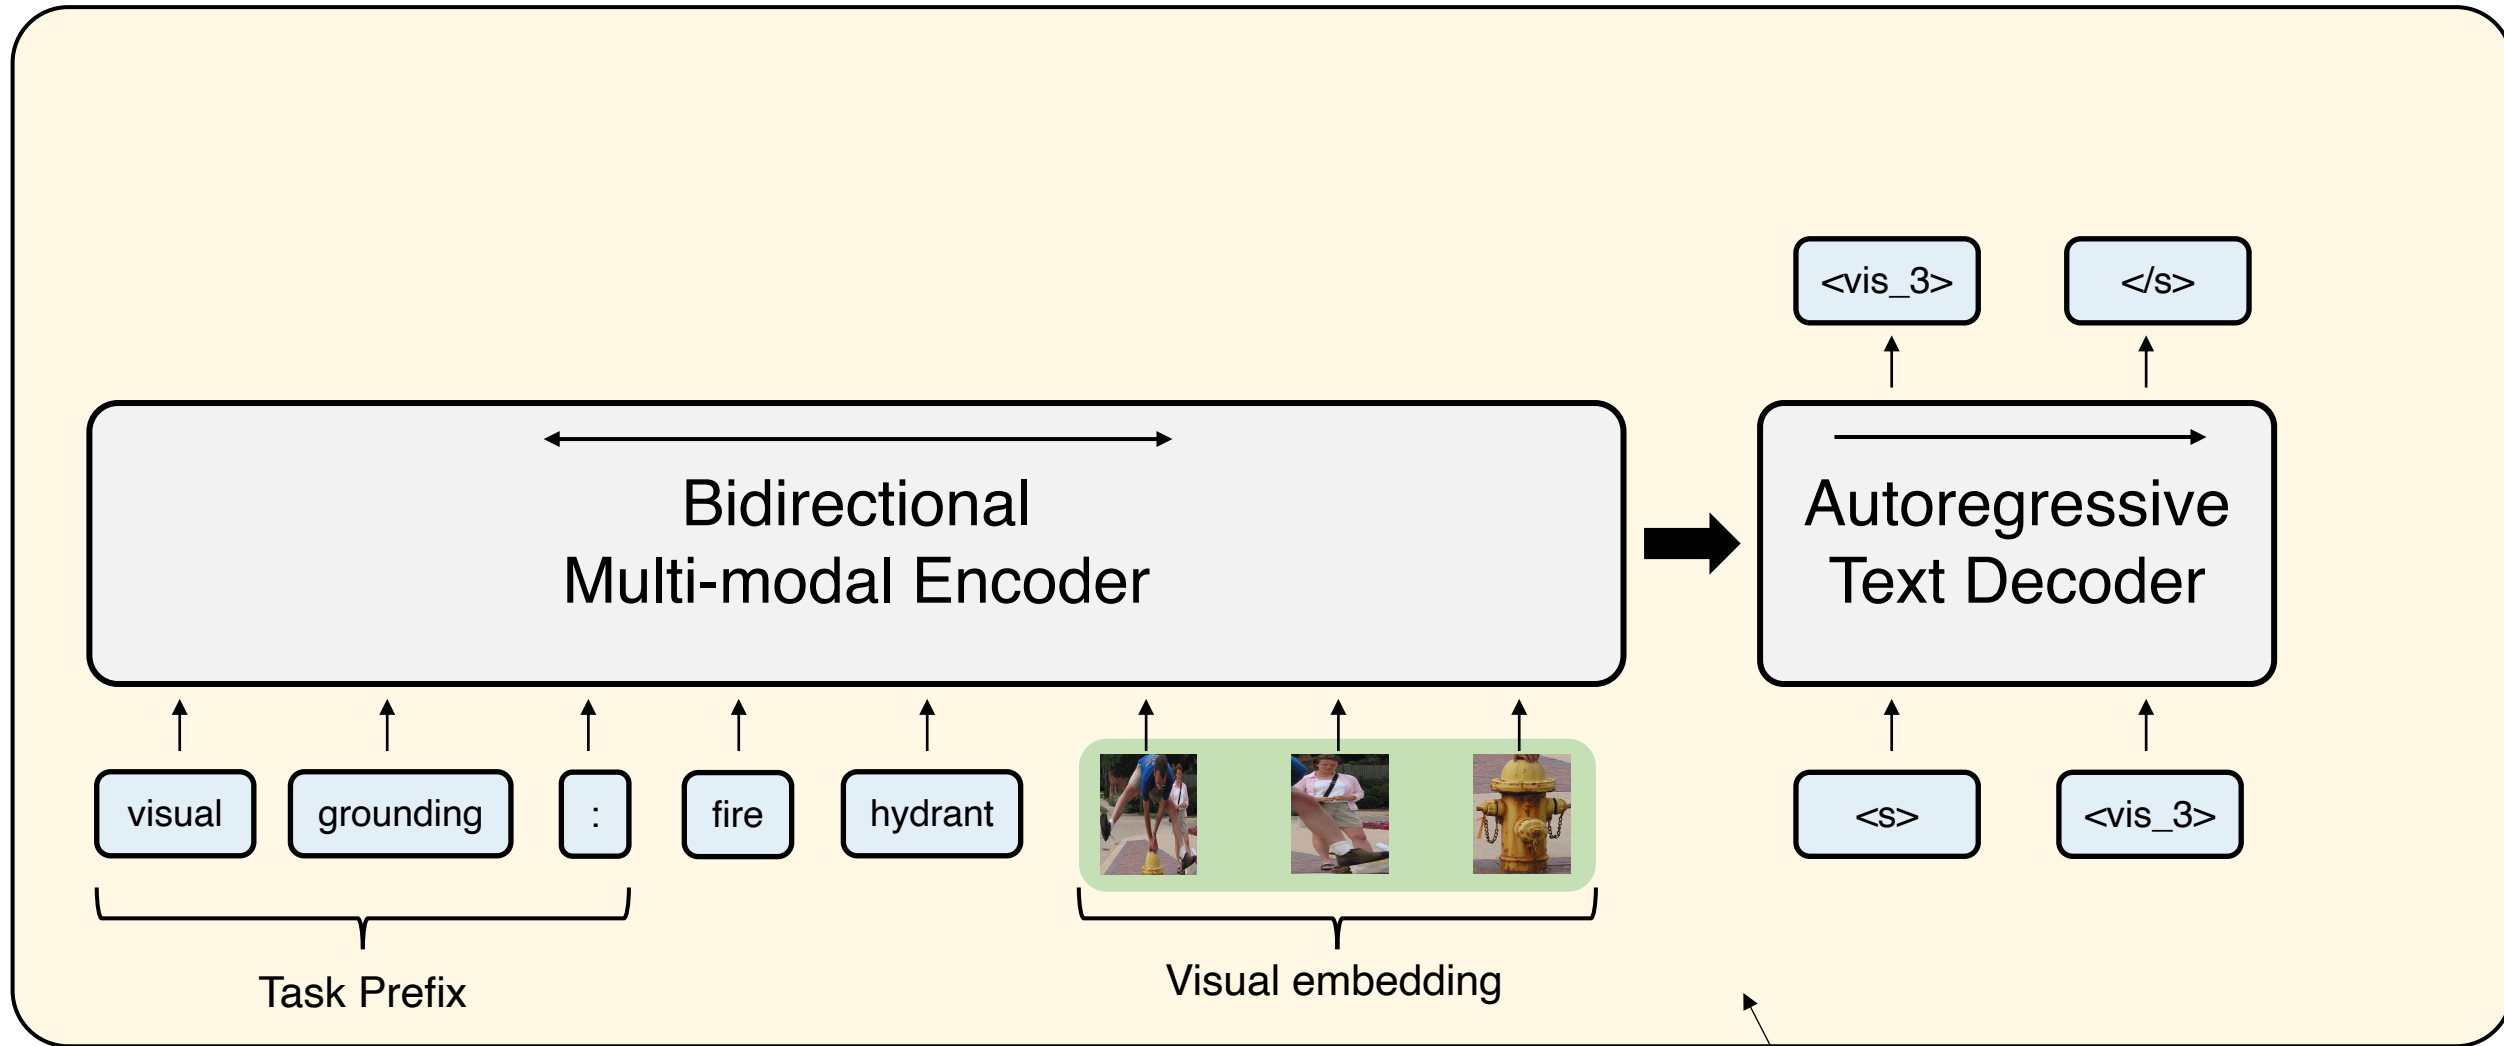 <vis_3>
</s>
Bidirectional
Multi-modal Encoder
Autoregressive
Text Decoder
visual
grounding
:
fire
hydrant
<s>
<vis_3>
Task Prefix
Visual embedding